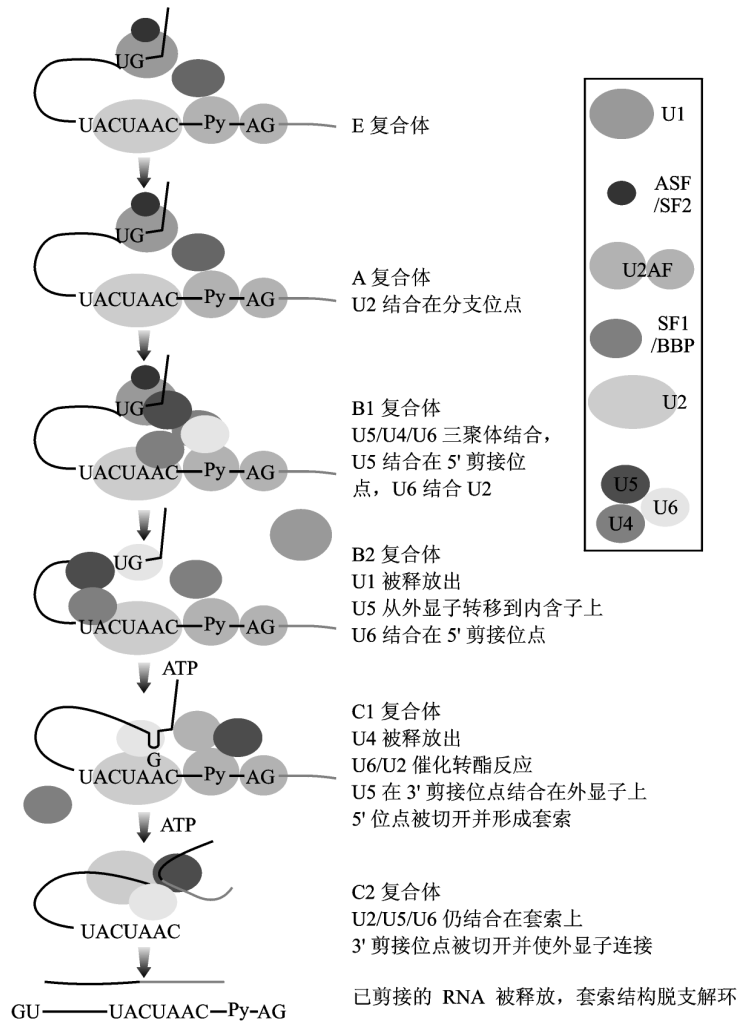 UG
UACUAAC Py AG
E 复合体
UG
UACUAAC Py AG
A 复合体
U2 结合在分支位点
UG
UACUAAC Py AG
B1 复合体
U5/U4/U6 三聚体结合，
U5 结合在 5' 剪接位
点，U6 结合 U2
UG
UACUAAC Py AG
B2 复合体
U1 被释放出
U5 从外显子转移到内含子上
U6 结合在 5' 剪接位点
ATP
G
UACUAAC Py AG
C1 复合体
U4 被释放出
U6/U2 催化转酯反应
U5 在 3' 剪接位点结合在外显子上
5' 位点被切开并形成套索
ATP
UACUAAC
C2 复合体
U2/U5/U6 仍结合在套索上
3' 剪接位点被切开并使外显子连接
GU UACUAAC Py AG
已剪接的 RNA 被释放，套索结构脱支解环
U1
ASF
/SF2
U2AF
SF1
/BBP
U2
U5
U6
U4